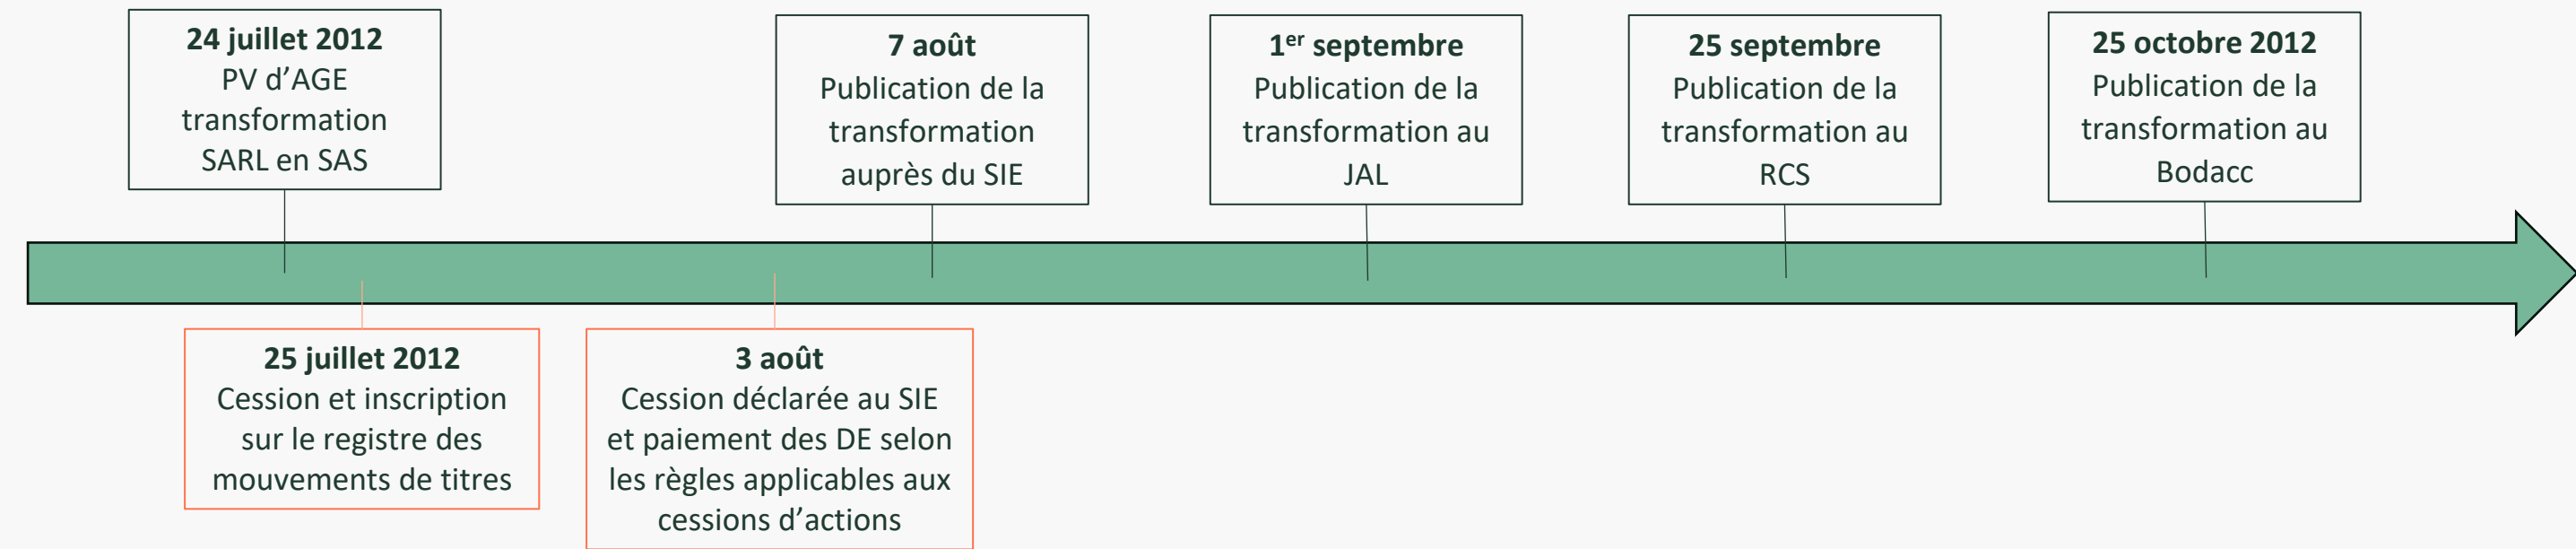 24 juillet 2012
PV d’AGE
transformation
SARL en SAS
7 août
Publication de la
transformation
auprès du SIE
1er septembre
Publication de la
transformation au
JAL
25 septembre
Publication de la
transformation au
RCS
25 octobre 2012
Publication de la
transformation au
Bodacc
25 juillet 2012
Cession et inscription
sur le registre des
mouvements de titres
3 août
Cession déclarée au SIE
et paiement des DE selon
les règles applicables aux
cessions d’actions